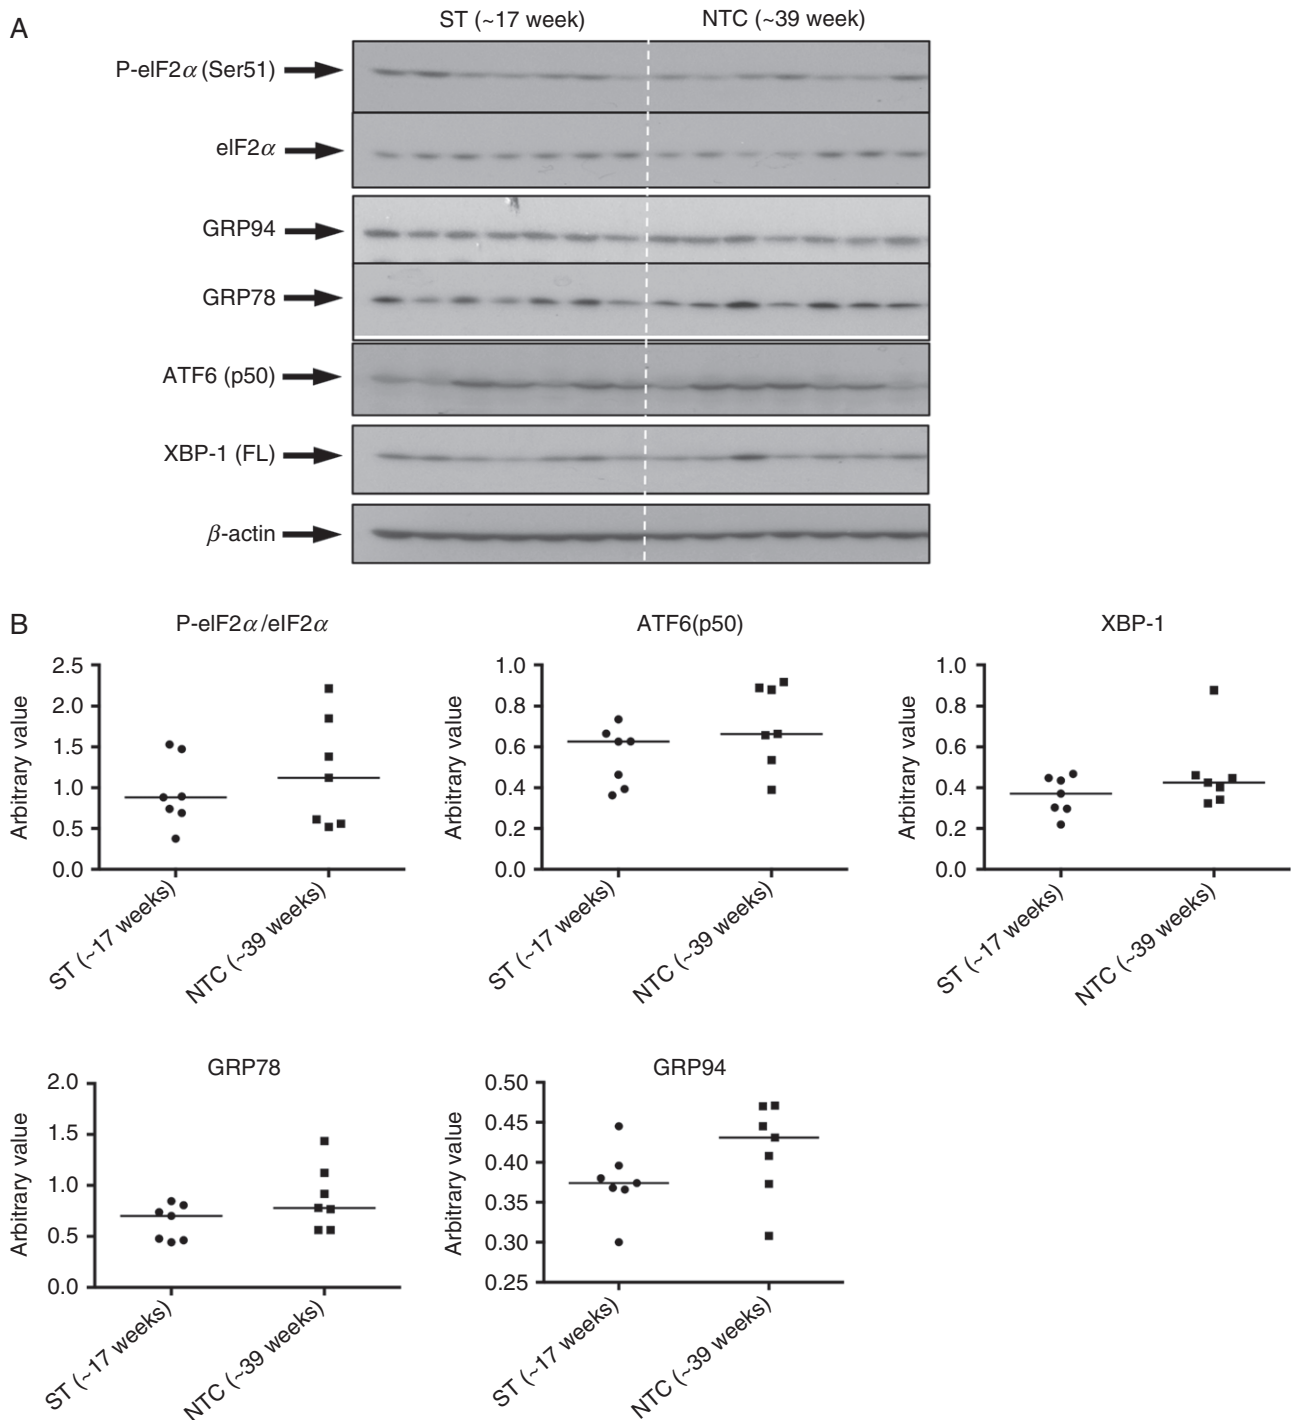 A
ST (~17 week)
NTC (~39 week)
P-eIF2α (Ser51)
eIF2α
GRP94
GRP78
ATF6 (p50)
XBP-1 (FL)
β-actin
B
P-eIF2α/eIF2α
Arbitrary value
2.5
2.0
1.5
1.0
0.5
0.0
ST (~17 weeks)
NTC (~39 weeks)
ATF6(p50)
Arbitrary value
1.0
0.8
0.6
0.4
0.2
0.0
ST (~17 weeks)
NTC (~39 weeks)
XBP-1
Arbitrary value
1.0
0.8
0.6
0.4
0.2
0.0
ST (~17 weeks)
NTC (~39 weeks)
GRP78
Arbitrary value
2.0
1.5
1.0
0.5
0.0
ST (~17 weeks)
NTC (~39 weeks)
GRP94
Arbitrary value
0.50
0.45
0.40
0.35
0.30
0.25
ST (~17 weeks)
NTC (~39 weeks)